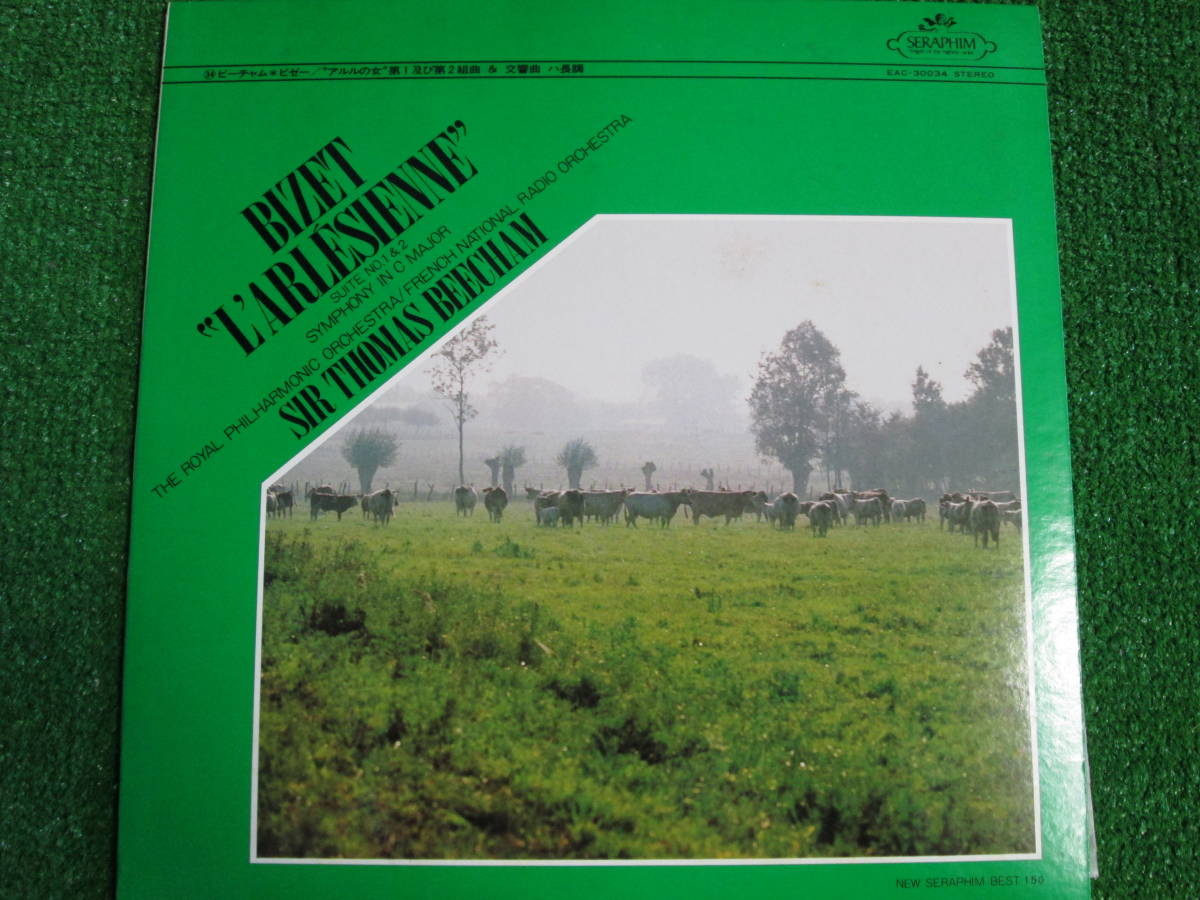 SERAPHIM
㉞ビーチャム＊ビゼー／"アルルの女"第1及び第2組曲 & 交響曲 ハ長調
EAC-30034 STEREO
BIZET
"L'ARLÉSIENNE"
SUITE NO.1 & 2
SYMPHONY IN C MAJOR
THE ROYAL PHILHARMONIC ORCHESTRA/FRENCH NATIONAL RADIO ORCHESTRA
SIR THOMAS BEECHAM
NEW SERAPHIM BEST 150